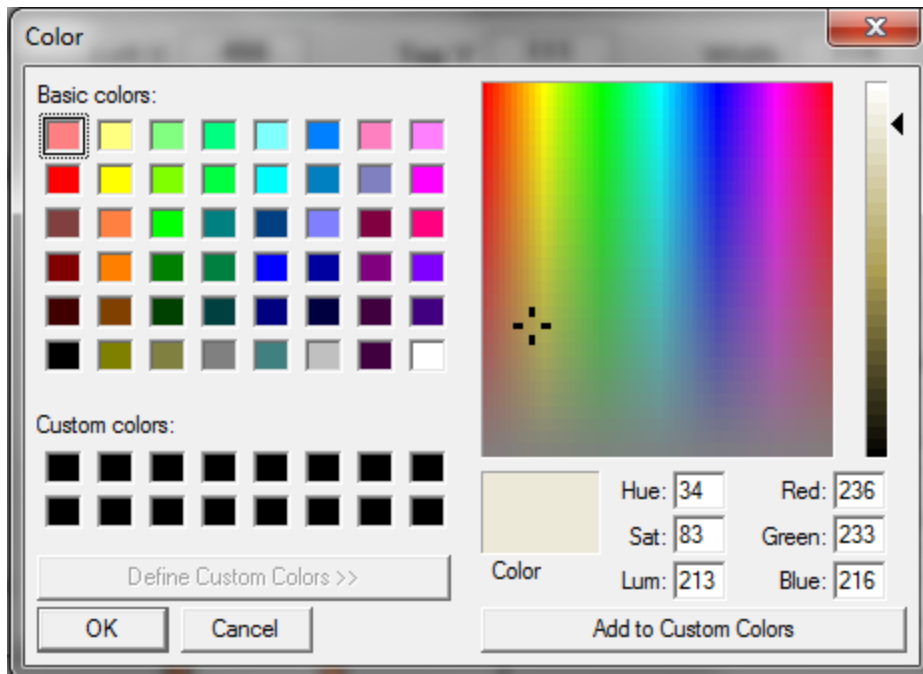 Color
Basic colors:
Custom colors:
Define Custom Colors >>
OK Cancel
Color
Hue: 34 Red: 236
Sat: 83 Green: 233
Lum: 213 Blue: 216
Add to Custom Colors